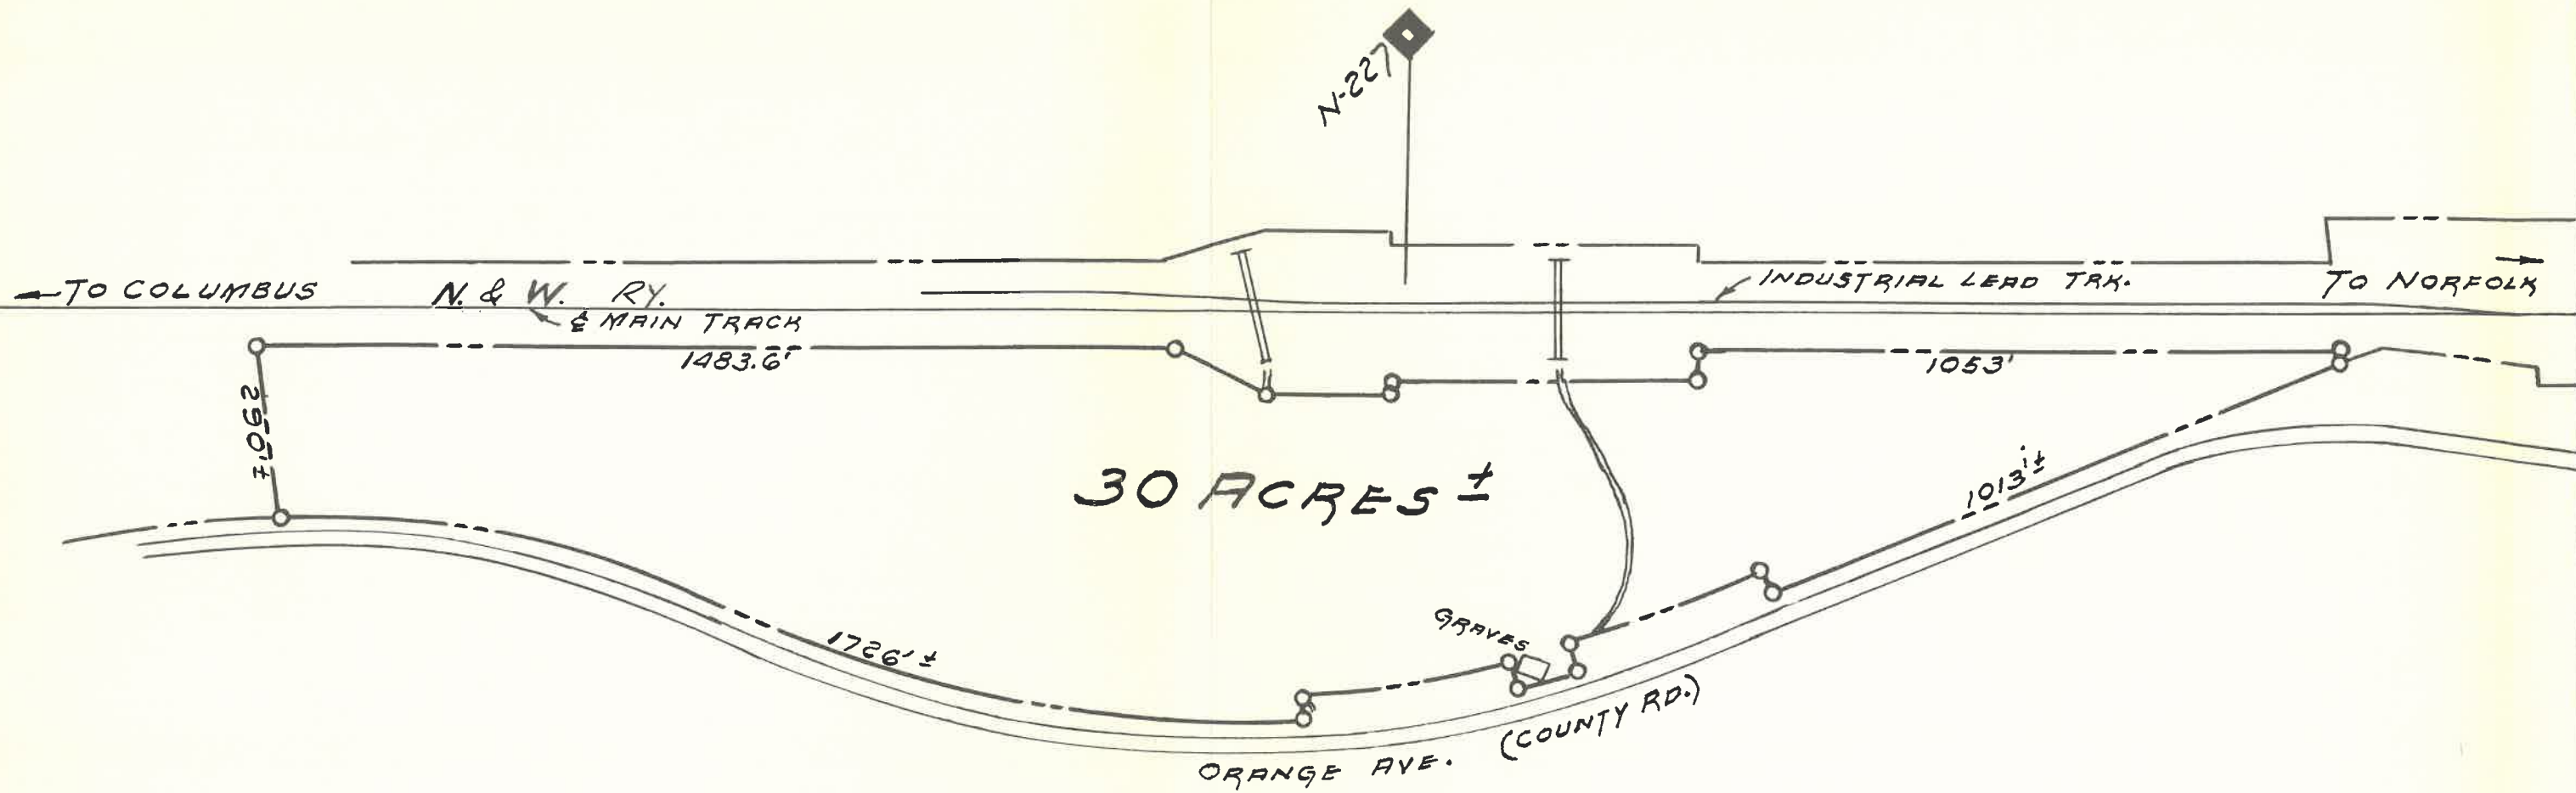 N-227
TO COLUMBUS
N. & W. RY.
℄ MAIN TRACK
INDUSTRIAL LEAD TRK.
TO NORFOLK
1483.6'
1053'
290'±
30 ACRES ±
1013'±
1726' ±
GRAVES
ORANGE AVE. (COUNTY RD.)